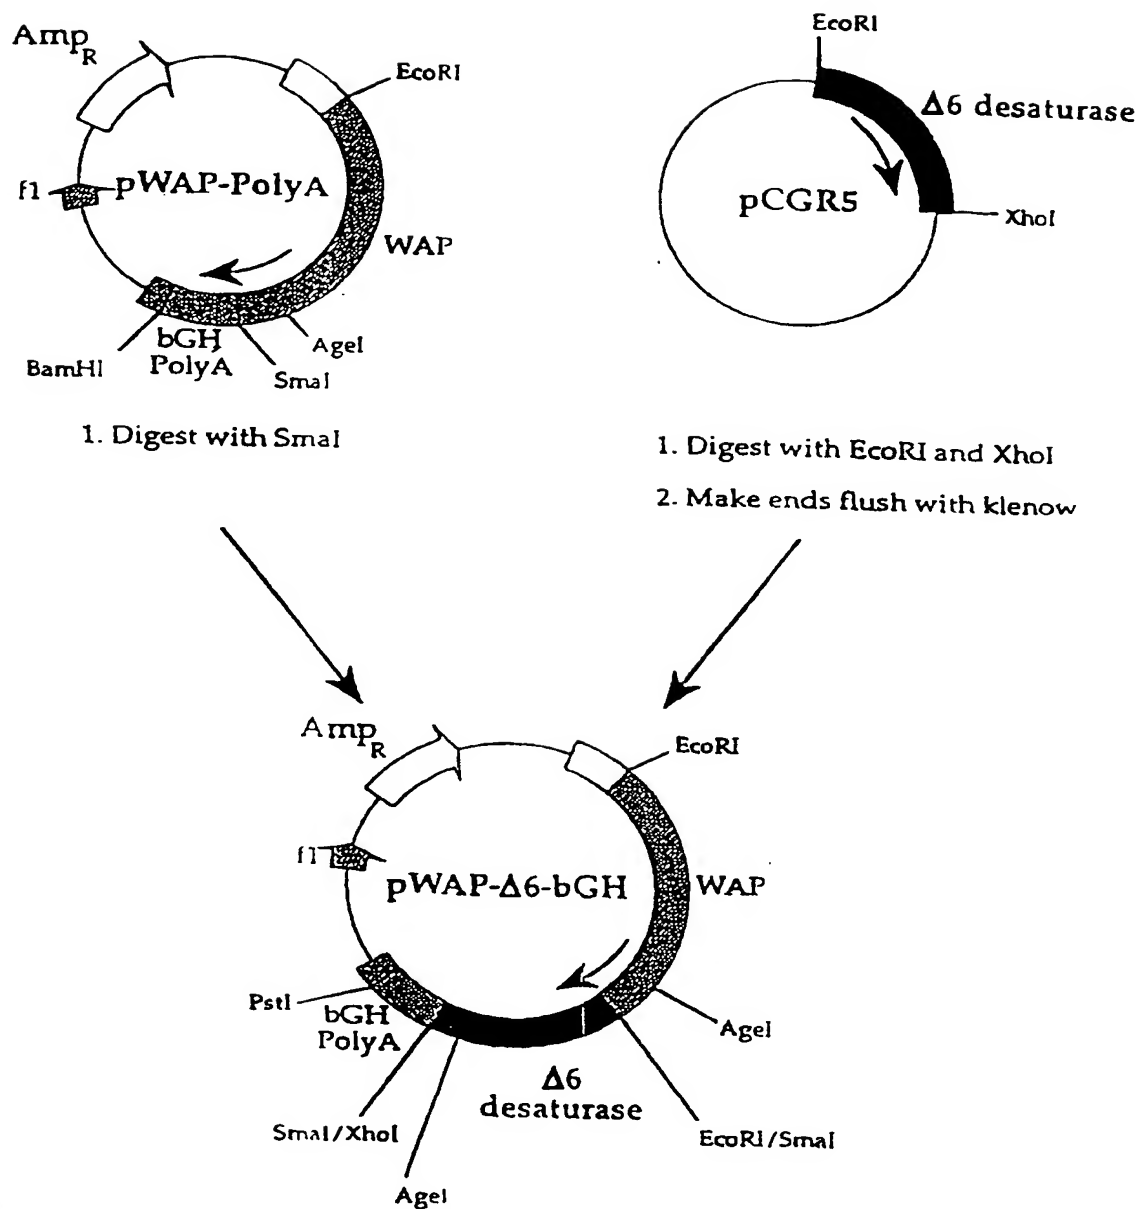 Amp R
EcoRI
f1
pWAP-PolyA
WAP
bGH
PolyA
BamHI
SmaI
AgeI
EcoRI
Δ6 desaturase
pCGR5
XhoI
1. Digest with SmaI
1. Digest with EcoRI and XhoI
2. Make ends flush with klenow
Amp R
EcoRI
f1
pWAP-Δ6-bGH
WAP
PstI
bGH
PolyA
AgeI
Δ6
desaturase
SmaI/XhoI
EcoRI/SmaI
AgeI